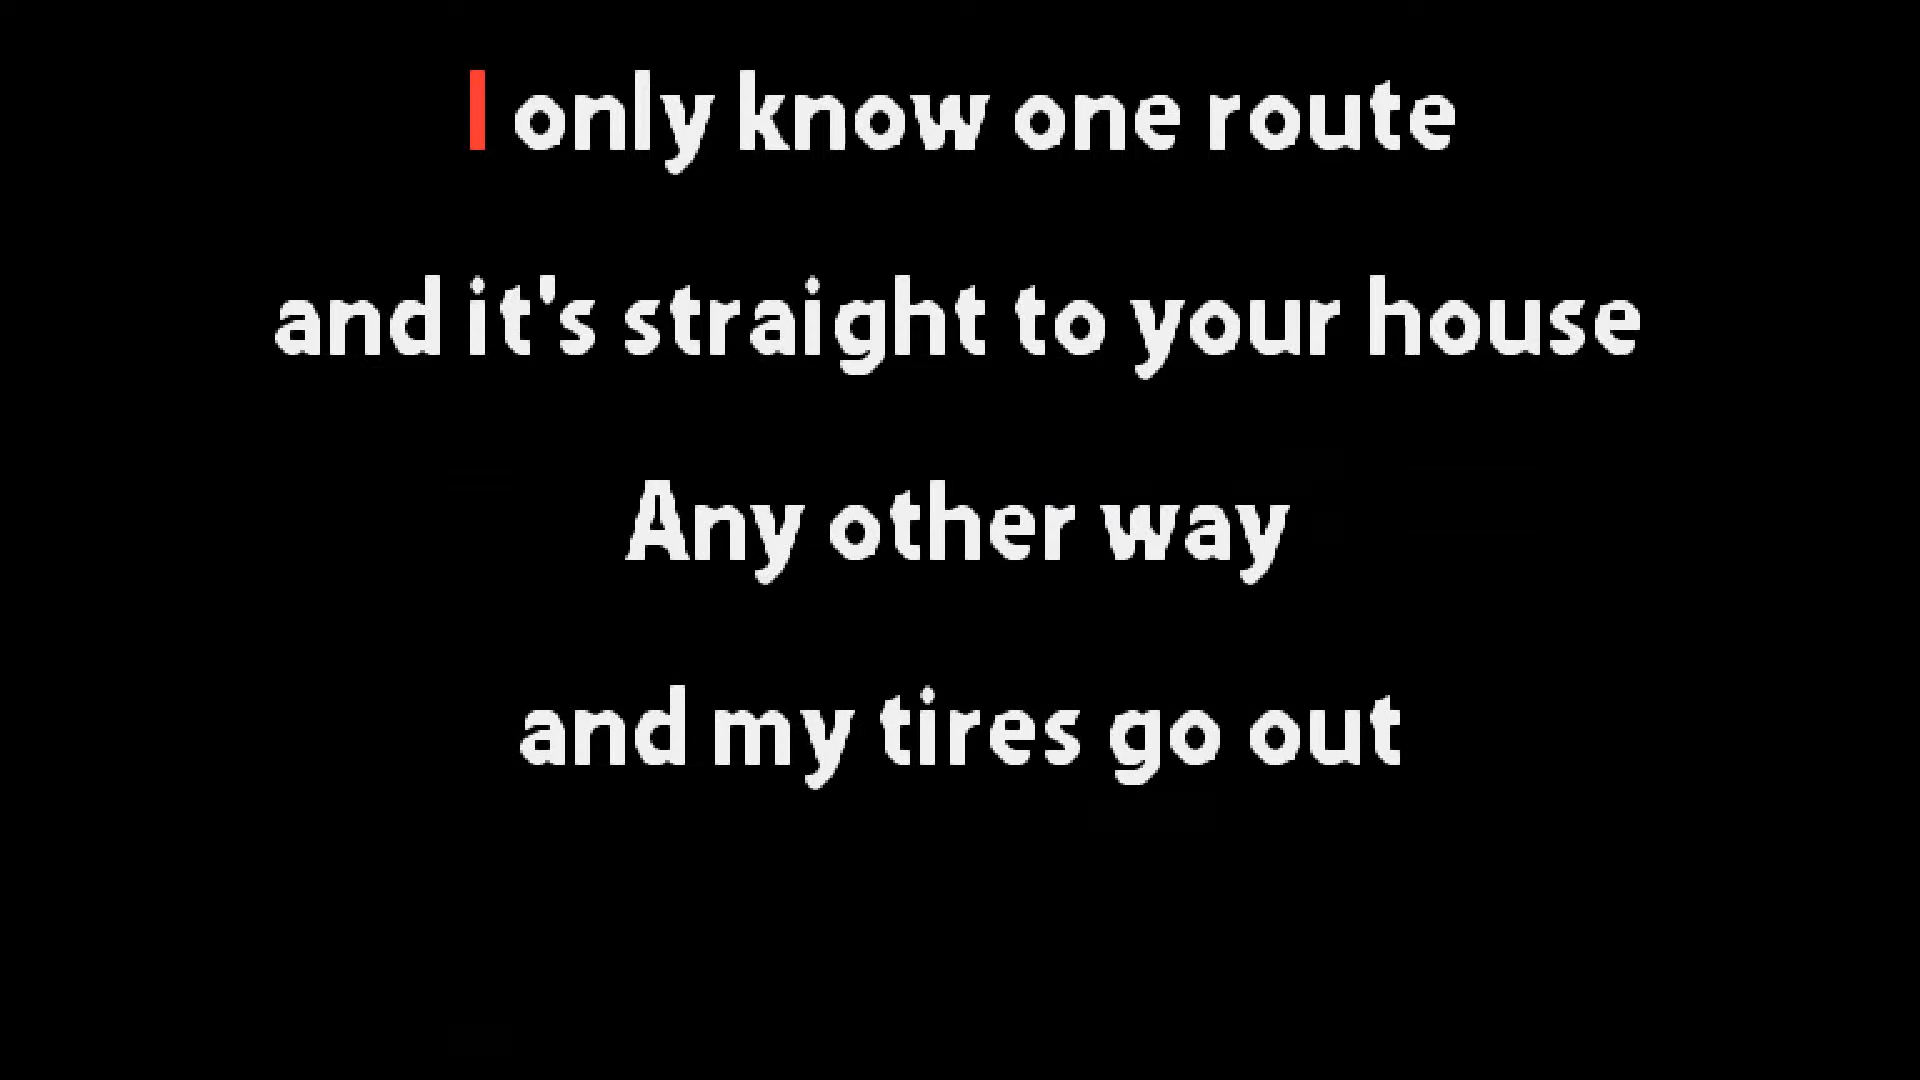 I only know one route
and it's straight to your house
Any other way
and my tires go out